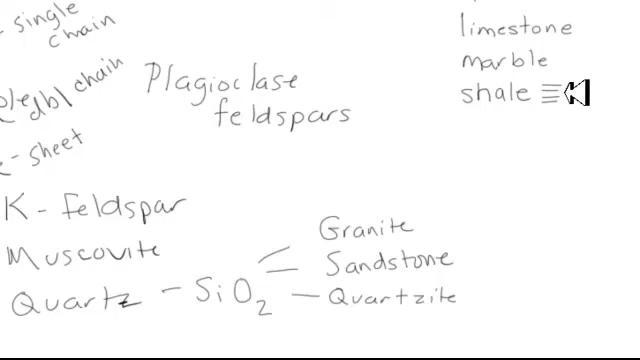 - single
chain
dbl chain
- sheet
Plagioclase
feldspars
limestone
marble
shale
K - feldspar
Muscovite
Quartz - SiO2
Granite
Sandstone
- Quartzite